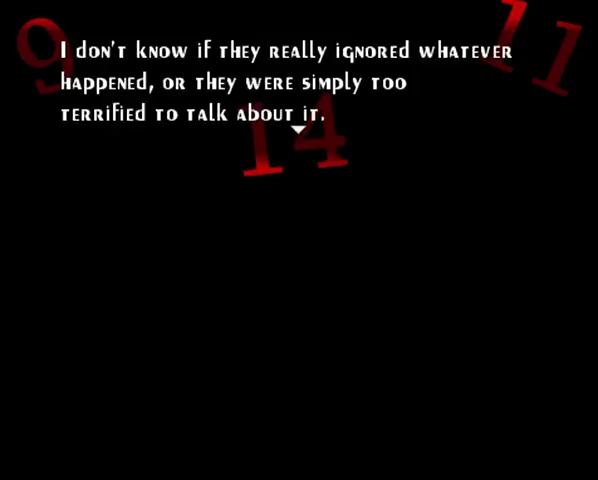 9
11
I don't know if they really ignored whatever
happened, or they were simply too
terrified to talk about it.
14